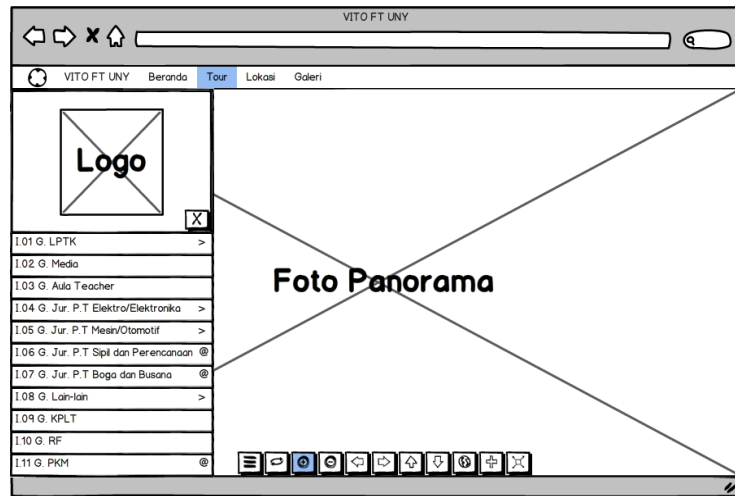 VITO FT UNY
VITO FT UNY Beranda Tour Lokasi Galeri
Logo
X
I.01 G. LPTK >
I.02 G. Media
I.03 G. Aula Teacher
I.04 G. Jur. P.T Elektro/Elektronika >
I.05 G. Jur. P.T Mesin/Otomotif >
I.06 G. Jur. P.T Sipil dan Perencanaan @
I.07 G. Jur. P.T Boga dan Busana @
I.08 G. Lain-lain >
I.09 G. KPLT
I.10 G. RF
I.11 G. PKM @
Foto Panorama